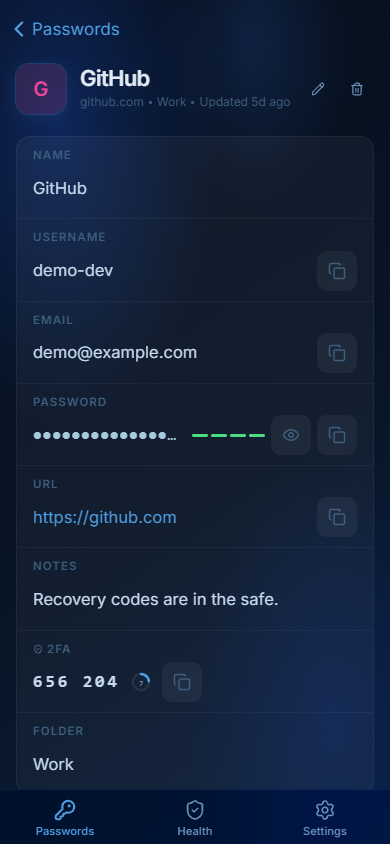 Passwords
G
GitHub
github.com • Work • Updated 5d ago
NAME
GitHub
USERNAME
demo-dev
EMAIL
demo@example.com
PASSWORD
●●●●●●●●●●●●●●…
URL
https://github.com
NOTES
Recovery codes are in the safe.
2FA
656 204 7
FOLDER
Work
Passwords Health Settings